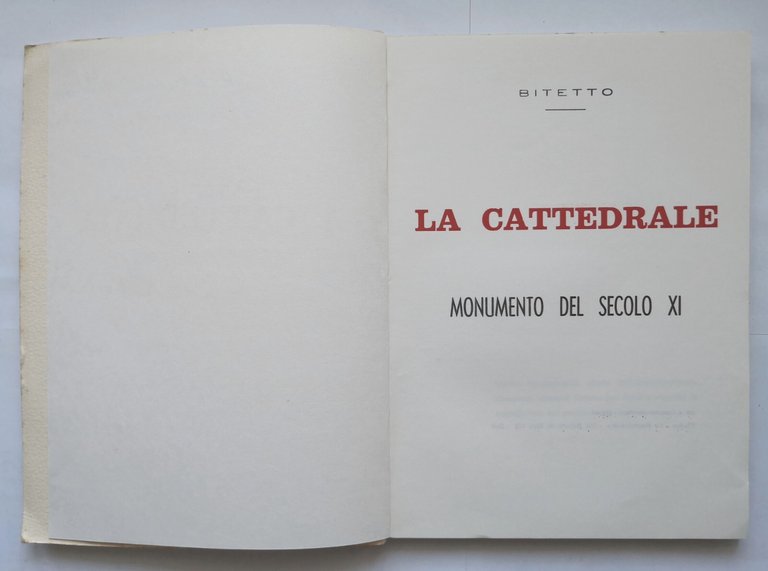 BITETTO
LA CATTEDRALE
MONUMENTO DEL SECOLO XI